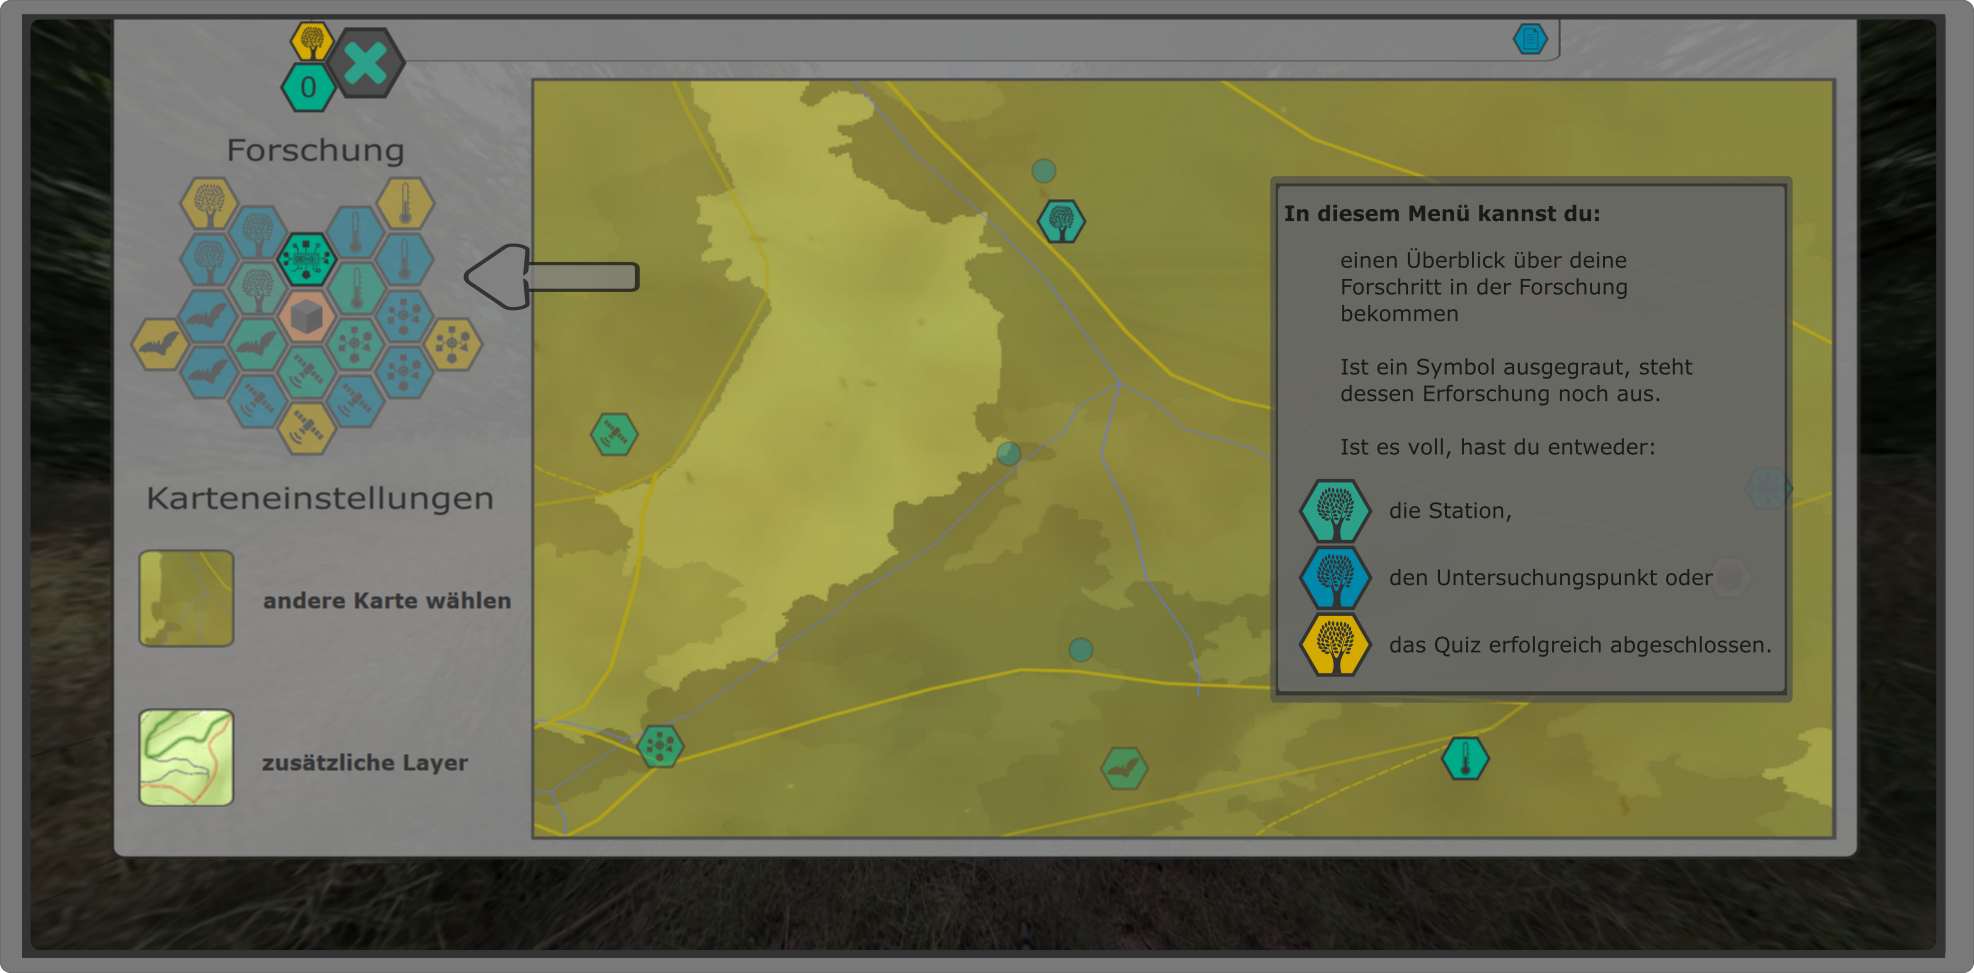 0
Forschung
Karteneinstellungen
andere Karte wählen
zusätzliche Layer
In diesem Menü kannst du:
einen Überblick über deine
Forschritt in der Forschung
bekommen
Ist ein Symbol ausgegraut, steht
dessen Erforschung noch aus.
Ist es voll, hast du entweder:
die Station,
den Untersuchungspunkt oder
das Quiz erfolgreich abgeschlossen.